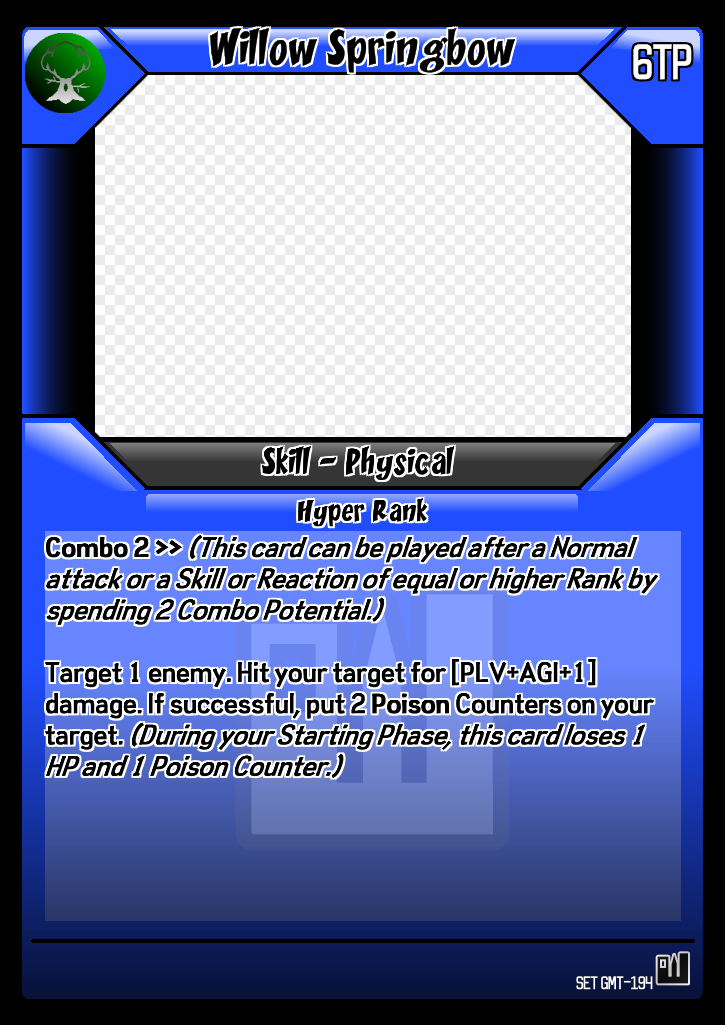 Willow Springbow
6TP
Skill - Physical
Hyper Rank
Combo 2 >> (This card can be played after a Normal
attack or a Skill or Reaction of equal or higher Rank by
spending 2 Combo Potential.)
Target 1 enemy. Hit your target for [PLV+AGI+1]
damage. If successful, put 2 Poison Counters on your
target. (During your Starting Phase, this card loses 1
HP and 1 Poison Counter.)
SET GMT-194